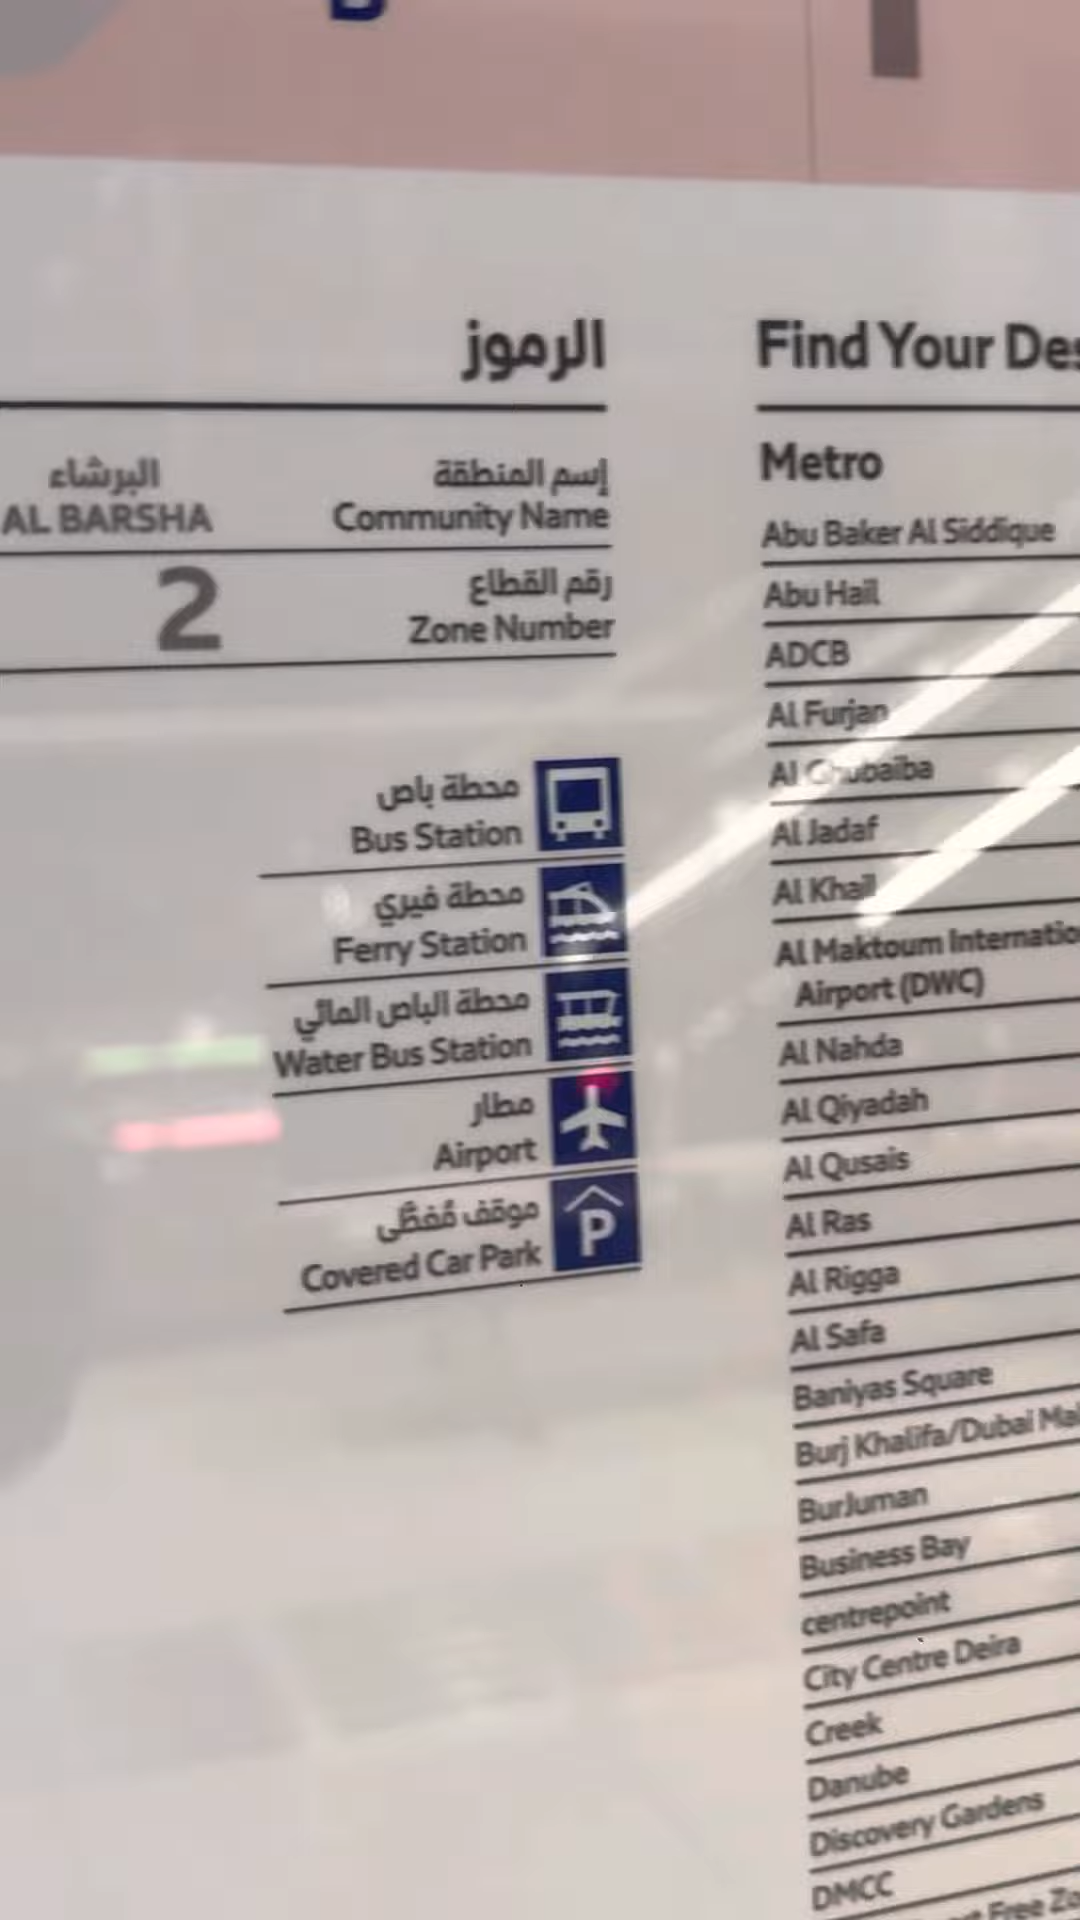 الرموز
البرشاء
AL BARSHA
إسم المنطقة
Community Name
2
رقم القطاع
Zone Number
محطة باص
Bus Station
محطة فيري
Ferry Station
محطة الباص المائي
Water Bus Station
مطار
Airport
موقف مُغطَّى
Covered Car Park
P
Find Your
Metro
Abu Baker Al Siddique
Abu Hail
ADCB
Al Furjan
Al Ghubaiba
Al Jadaf
Al Khail
Al Maktoum
Airport (DWC)
Al Nahda
Al Qiyadah
Al Qusais
Al Ras
Al Rigga
Al Safa
Baniyas Square
Burj Khalifa/Dubai
BurJuman
Business Bay
centrepoint
City Centre Deira
Creek
Danube
Discovery Gardens
DMCC
Free